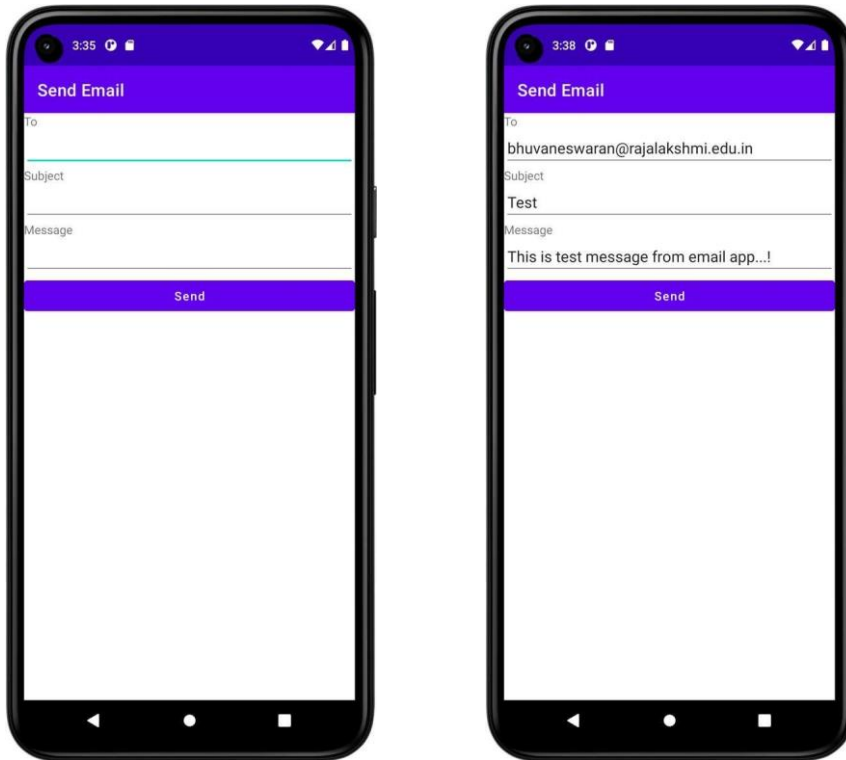 3:35
Send Email
To
Subject
Message
Send
3:38
Send Email
To
bhuvaneswaran@rajalakshmi.edu.in
Subject
Test
Message
This is test message from email app...!
Send